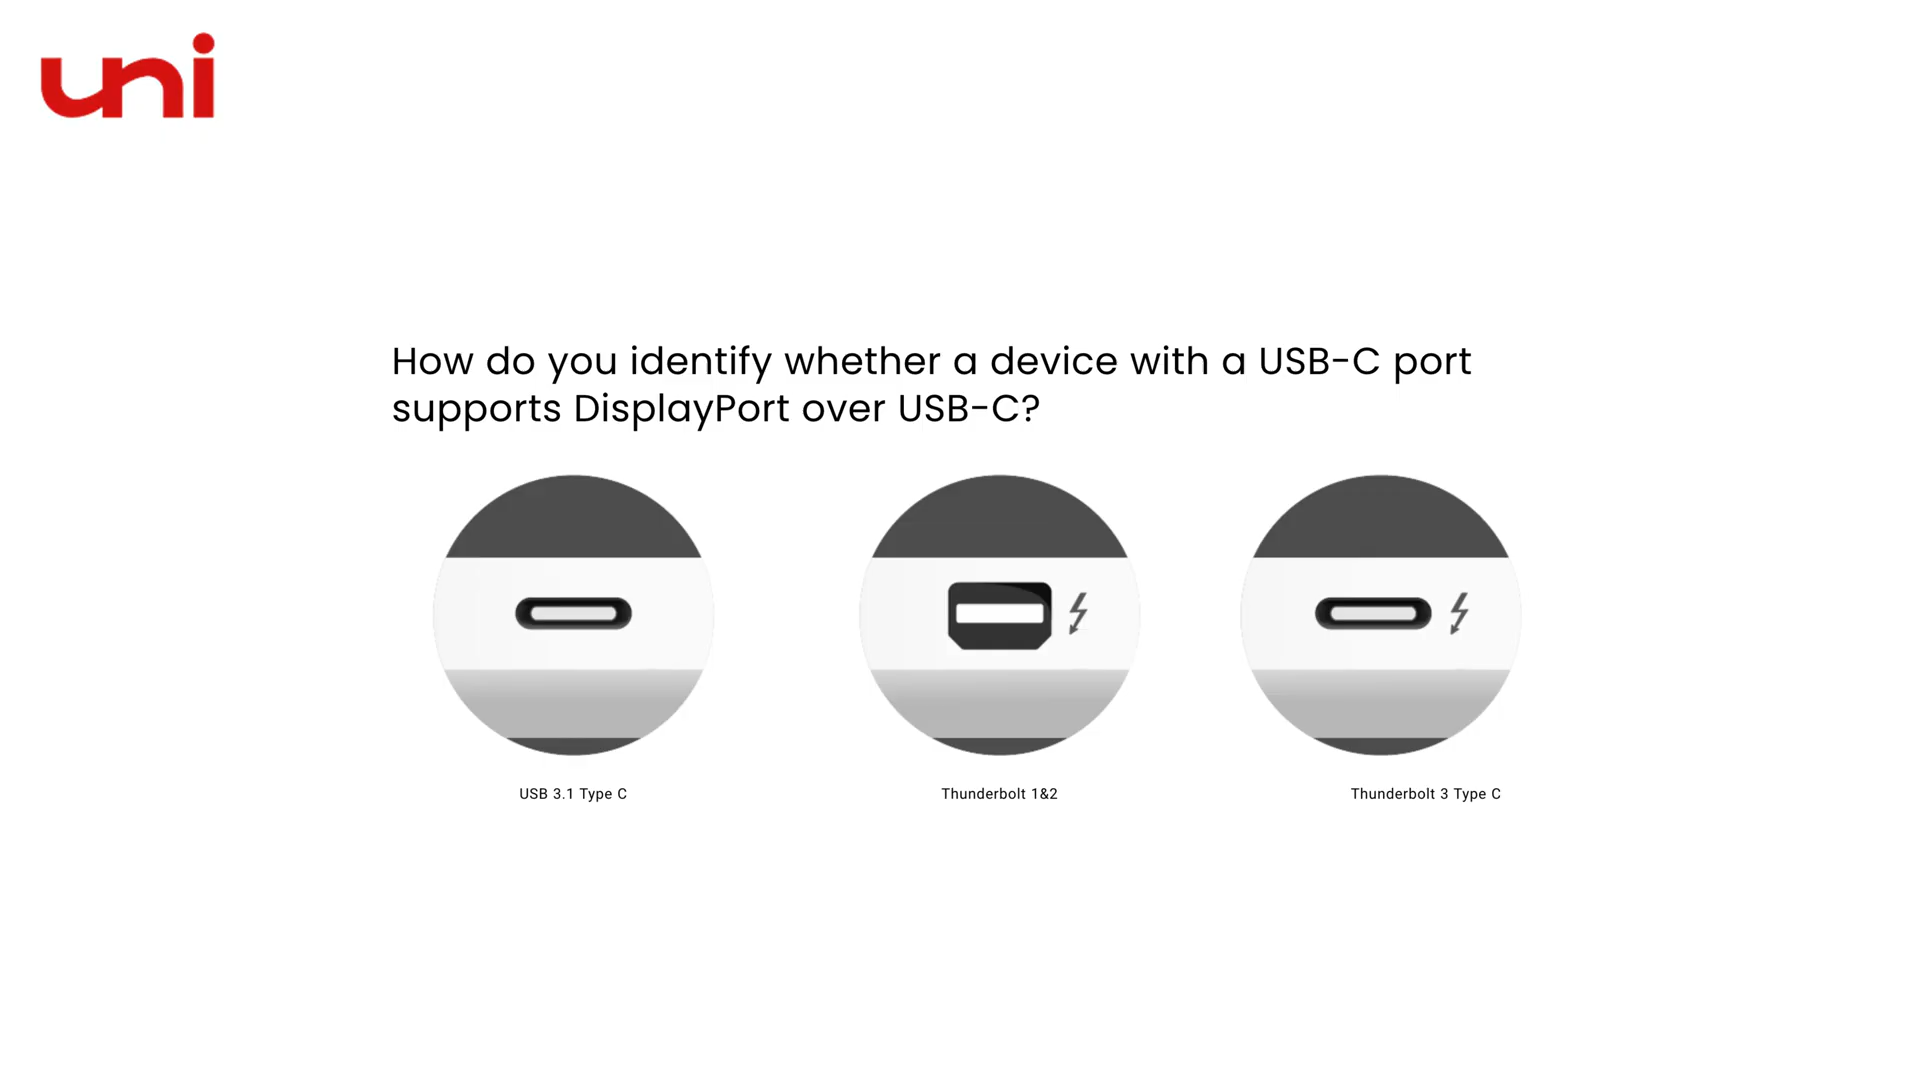 uni
How do you identify whether a device with a USB-C port
supports DisplayPort over USB-C?
USB 3.1 Type C
Thunderbolt 1&2
Thunderbolt 3 Type C